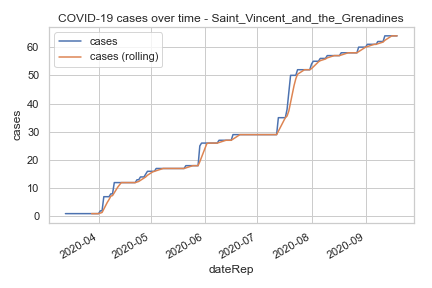 COVID-19 cases over time - Saint_Vincent_and_the_Grenadines
cases
cases (rolling)
cases
60
50
40
30
20
10
0
2020-04
2020-05
2020-06
2020-07
2020-08
2020-09
dateRep